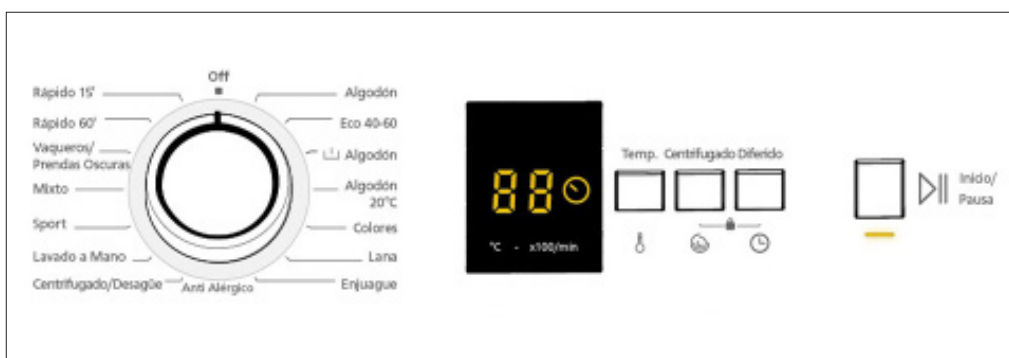 Off
Rápido 15'
Rápido 60'
Vaqueros/
Prendas Oscuras
Mixto
Sport
Lavado a Mano
Centrifugado/Desagüe
Anti Alérgico
Algodón
Eco 40-60
Algodón
Algodón
20°C
Colores
Lana
Enjuague
88
°C - x100/min
Temp. Centrifugado Diferido
Inicio/
Pausa